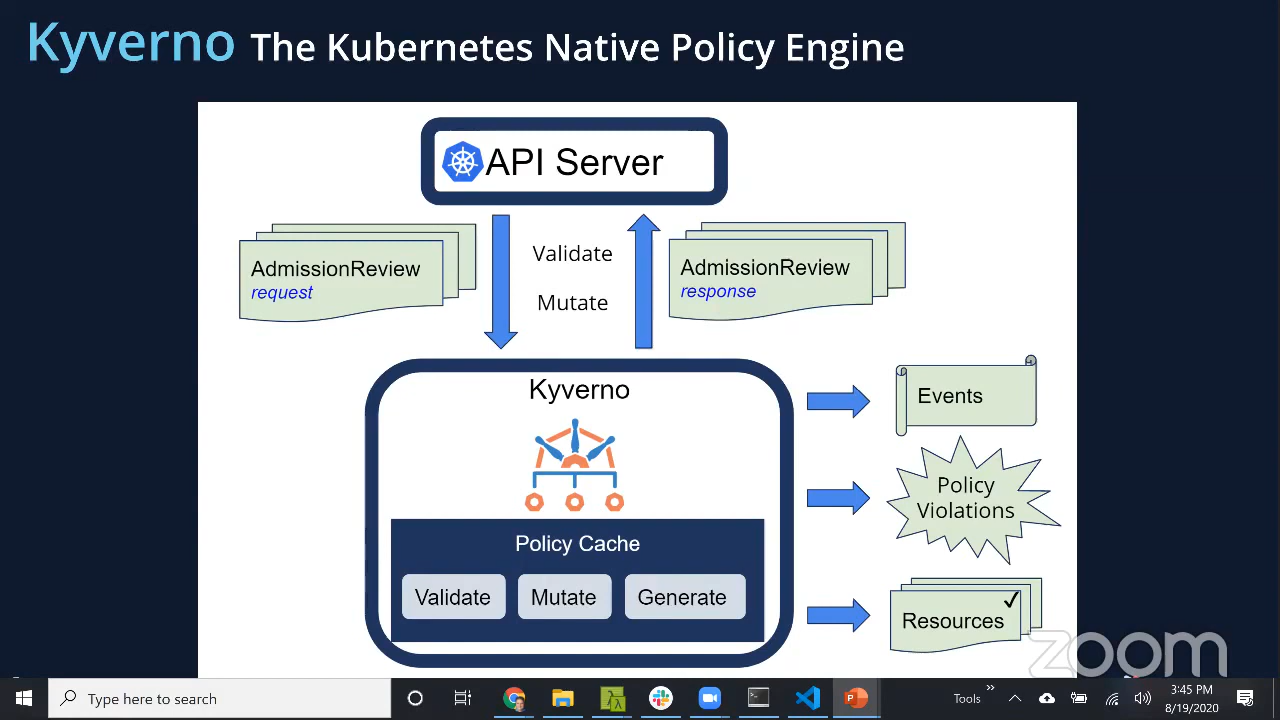 Kyverno The Kubernetes Native Policy Engine
API Server
AdmissionReview
request
Validate
Mutate
AdmissionReview
response
Kyverno
Policy Cache
Validate
Mutate
Generate
Events
Policy
Violations
Resources
zoom
Type here to search
Tools
3:45 PM
8/19/2020